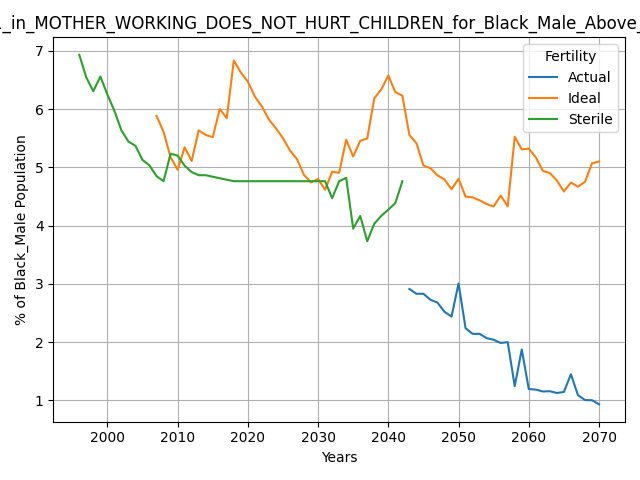 _in_MOTHER_WORKING_DOES_NOT_HURT_CHILDREN_for_Black_Male_Above_
Fertility
Actual
Ideal
Sterile
% of Black_Male Population
7
6
5
4
3
2
1
2000 2010 2020 2030 2040 2050 2060 2070
Years